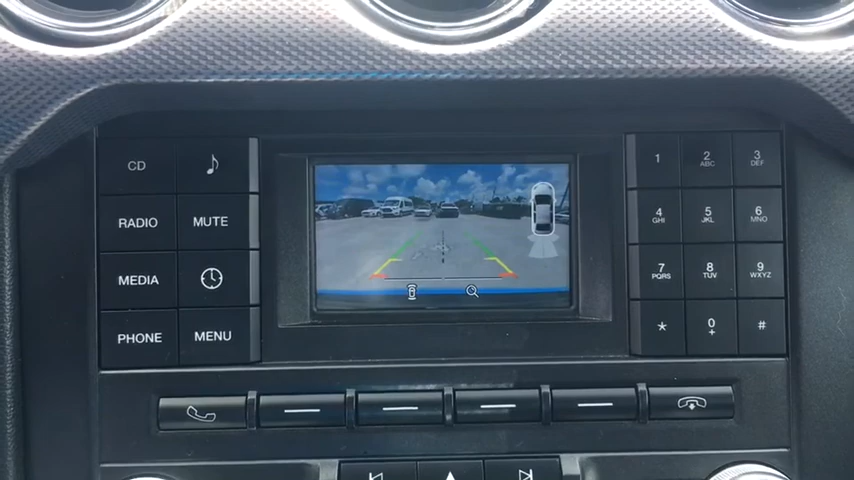 CD
RADIO MUTE
MEDIA
PHONE MENU
1 2 ABC 3 DEF
4 GHI 5 JKL 6 MNO
7 PQRS 8 TUV 9 WXYZ
* 0 + #